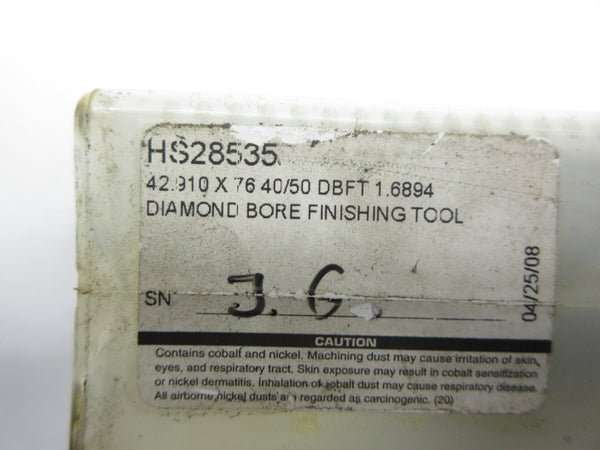 HS28535
42.910 X 76 40/50 DBFT 1.6894
DIAMOND BORE FINISHING TOOL
SN J. G.
04/25/08
CAUTION
Contains cobalt and nickel. Machining dust may cause irritation of skin,
eyes, and respiratory tract. Skin exposure may result in cobalt sensitization
or nickel dermatitis. Inhalation of cobalt dust may cause respiratory disease.
All airborne nickel dusts are regarded as carcinogenic. (20)